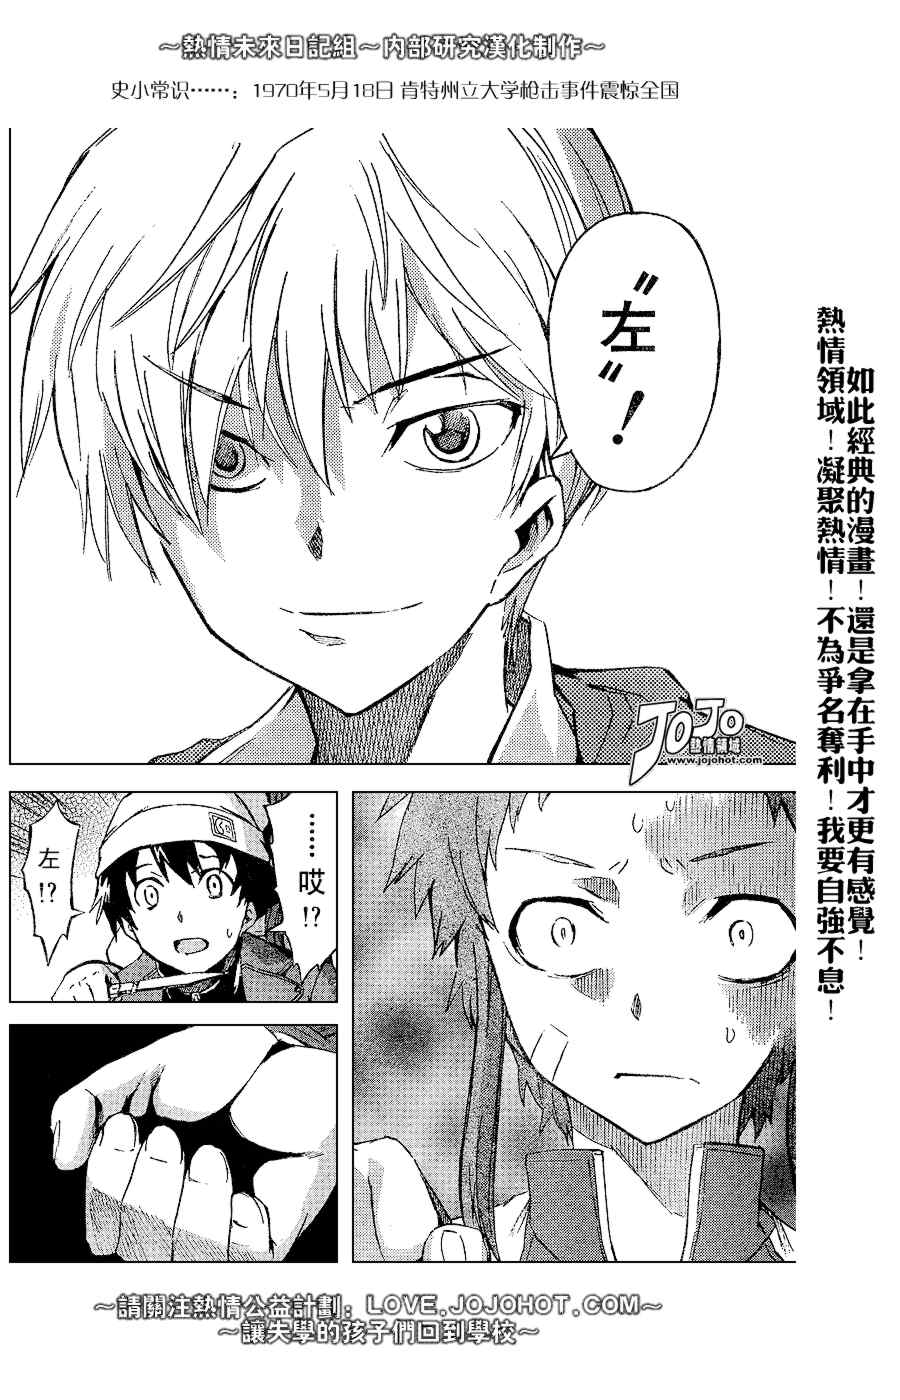 ～熱情未來日記組～内部研究漢化制作～
史小常识……：1970年5月18日 肯特州立大学枪击事件震惊全国
“左”！
如此經典的漫畫！還是拿在手中才更有感覺！
熱情領域！凝聚熱情！不為爭名奪利！我要自強不息！
JOJO
熱情領域
www.jojohot.com
……哎!?
左!?
～請關注熱情公益計劃：LOVE.JOJOHOT.COM～
～讓失學的孩子們回到學校～